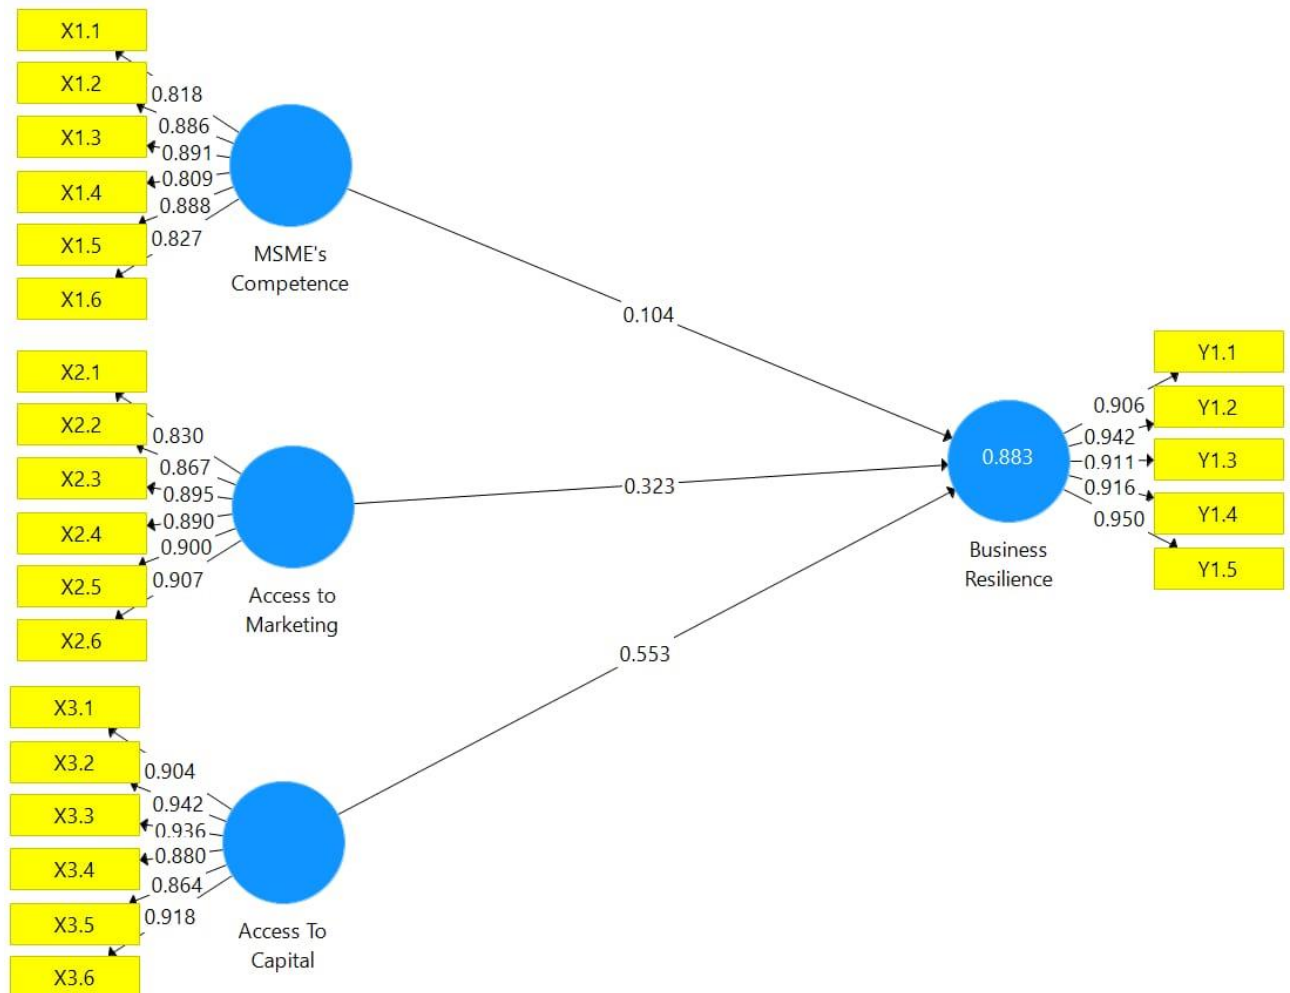 X1.1
X1.2
X1.3
X1.4
X1.5
X1.6
0.818
0.886
0.891
0.809
0.888
0.827
MSME's
Competence
0.104
X2.1
X2.2
X2.3
X2.4
X2.5
X2.6
0.830
0.867
0.895
0.890
0.900
0.907
Access to
Marketing
0.323
X3.1
X3.2
X3.3
X3.4
X3.5
X3.6
0.904
0.942
0.936
0.880
0.864
0.918
Access To
Capital
0.553
0.883
Business
Resilience
0.906
0.942
0.911
0.916
0.950
Y1.1
Y1.2
Y1.3
Y1.4
Y1.5